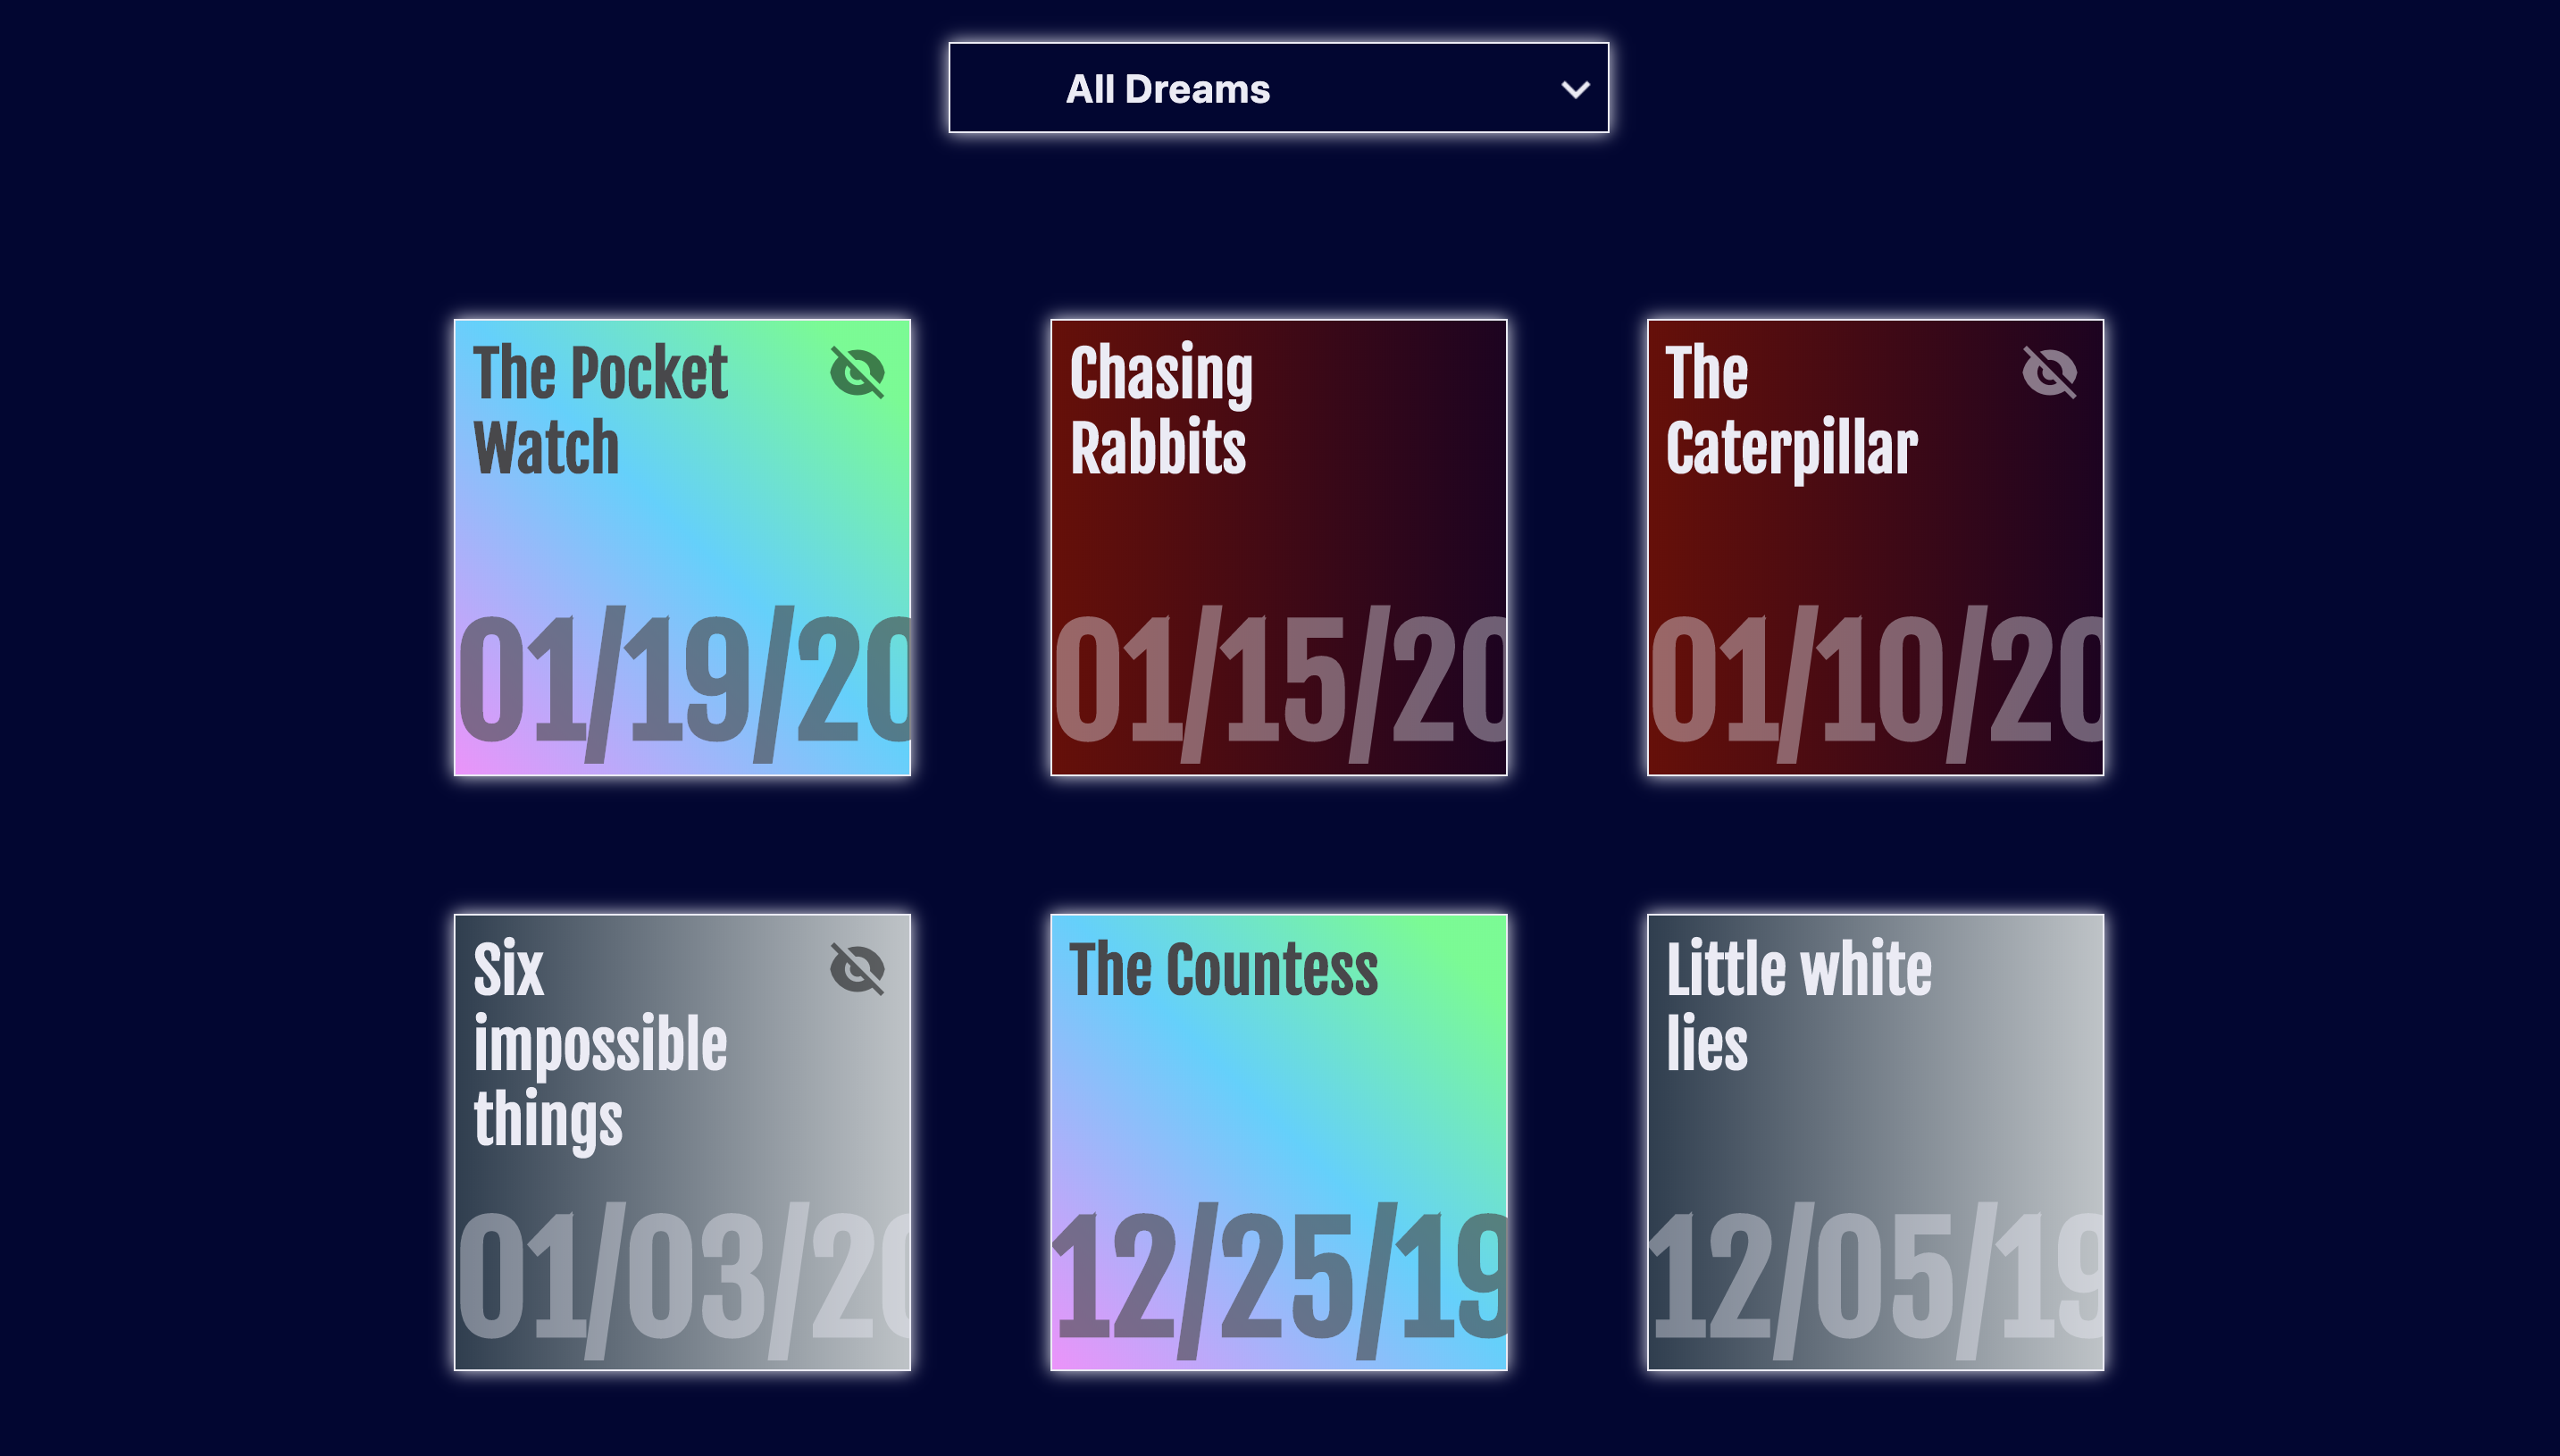 All Dreams
The Pocket
Watch
01/19/20
Chasing
Rabbits
01/15/20
The
Caterpillar
01/10/20
Six
impossible
things
01/03/20
The Countess
12/25/19
Little white
lies
12/05/19